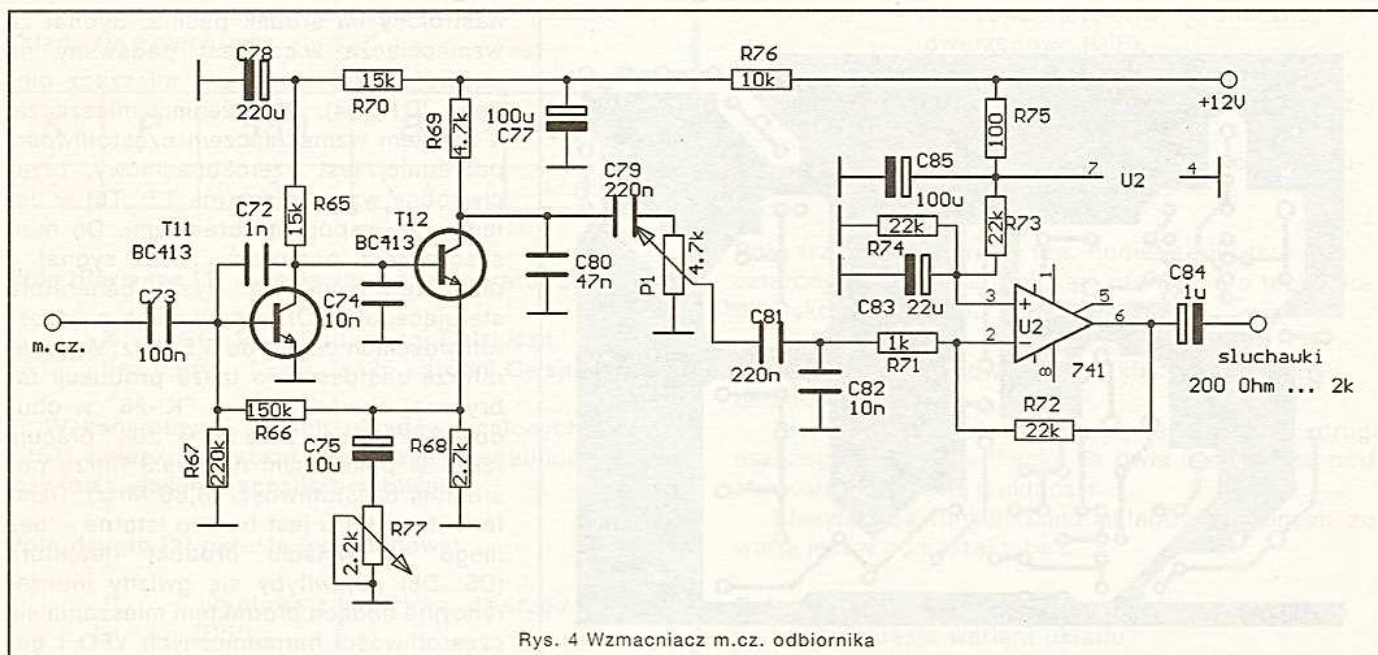 C78
220u
15k
R70
R76
10k
+12V
R69
4.7k
100u
C77
R75
100
C85
100u
7
U2
4
C79
220n
R65
15k
T11
BC413
C72
1n
T12
BC413
22k
R74
R73
22k
C80
47n
P1
4.7k
C83
22u
1
3
+
U2
5
6
2
-
741
8
C84
1u
C73
100n
m.cz.
C74
10n
C81
220n
1k
R71
C82
10n
sluchawki
200 Ohm ... 2k
R72
22k
150k
R66
C75
10u
R67
220k
R68
2.7k
R77
2.2k
Rys. 4 Wzmacniacz m.cz. odbiornika